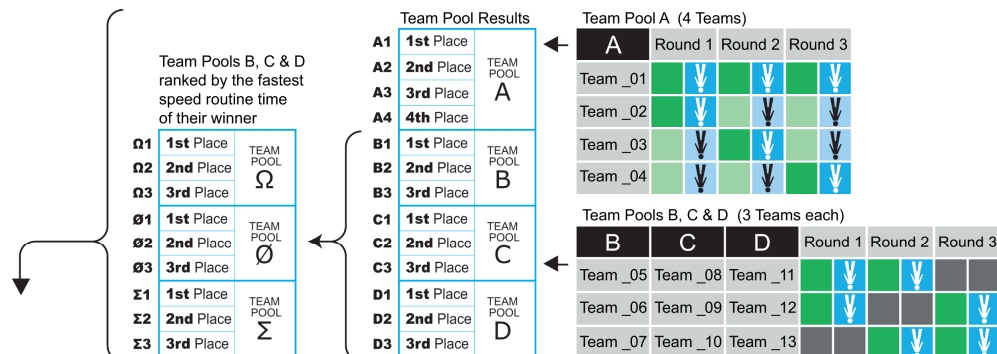 Team Pools B, C & D
ranked by the fastest
speed routine time
of their winner
Ω1 1st Place
Ω2 2nd Place
Ω3 3rd Place
TEAM
POOL
Ω
Ø1 1st Place
Ø2 2nd Place
Ø3 3rd Place
TEAM
POOL
Ø
Σ1 1st Place
Σ2 2nd Place
Σ3 3rd Place
TEAM
POOL
Σ
Team Pool Results
A1 1st Place
A2 2nd Place
A3 3rd Place
A4 4th Place
TEAM
POOL
A
B1 1st Place
B2 2nd Place
B3 3rd Place
TEAM
POOL
B
C1 1st Place
C2 2nd Place
C3 3rd Place
TEAM
POOL
C
D1 1st Place
D2 2nd Place
D3 3rd Place
TEAM
POOL
D
Team Pool A (4 Teams)
A Round 1 Round 2 Round 3
Team _01
Team _02
Team _03
Team _04
Team Pools B, C & D (3 Teams each)
B C D Round 1 Round 2 Round 3
Team _05 Team _08 Team _11
Team _06 Team _09 Team _12
Team _07 Team _10 Team _13